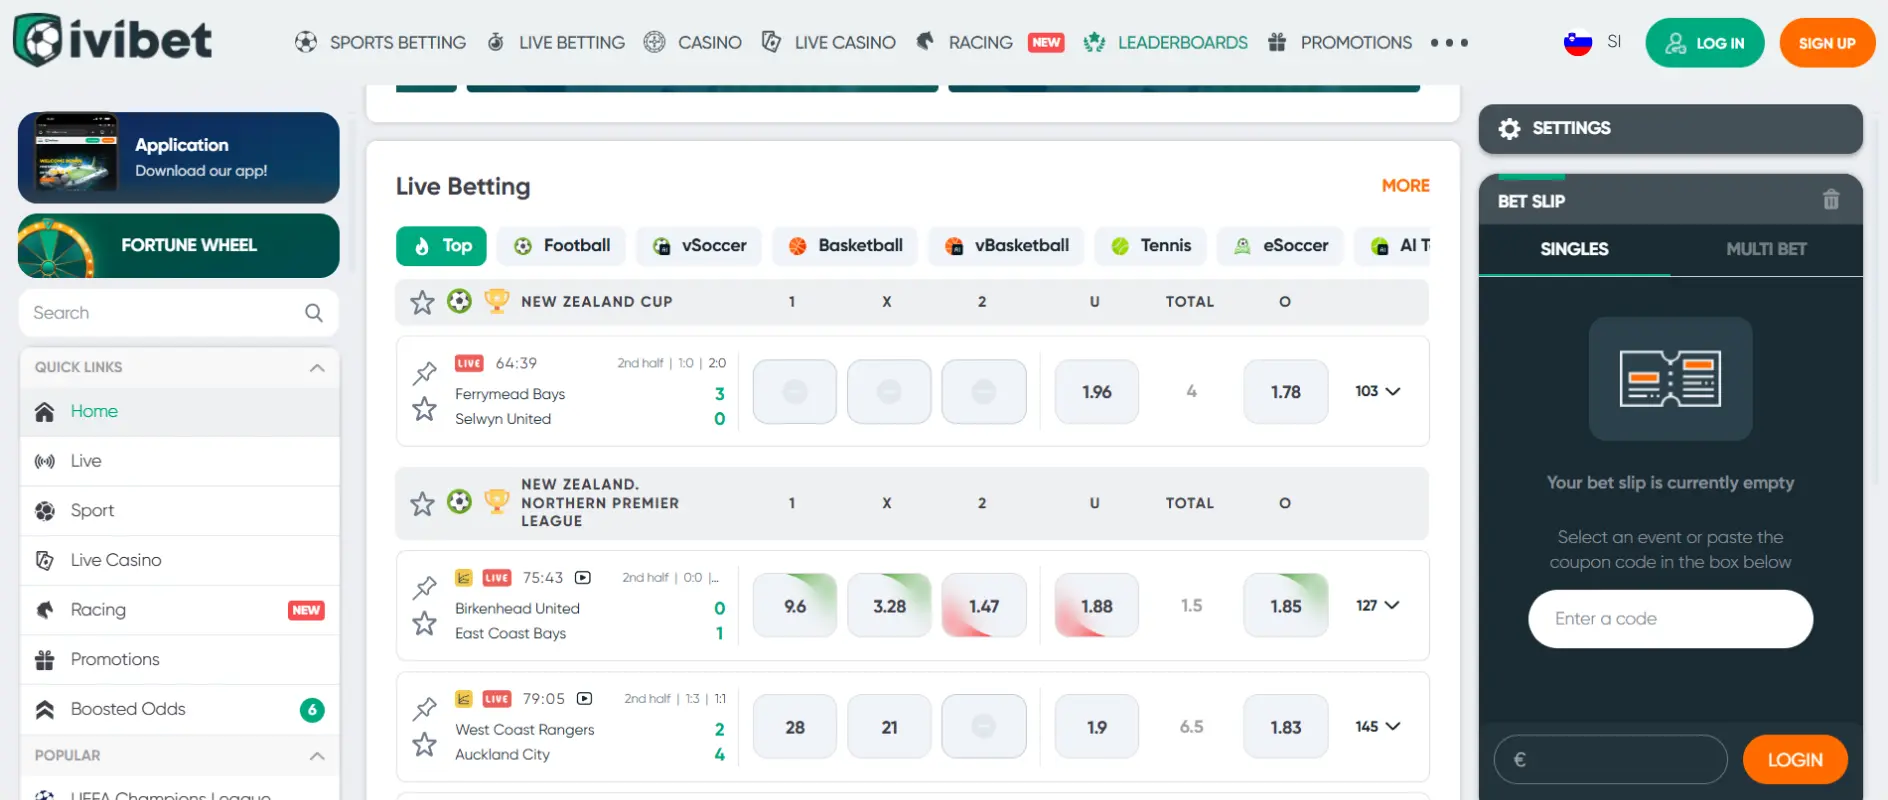 ivibet
SPORTS BETTING
LIVE BETTING
CASINO
LIVE CASINO
RACING NEW
LEADERBOARDS
PROMOTIONS
SI
LOG IN
SIGN UP
Application
Download our app!
FORTUNE WHEEL
Search
QUICK LINKS
Home
Live
Sport
Live Casino
Racing NEW
Promotions
Boosted Odds 6
POPULAR
UEFA Champions League
Live Betting MORE
Top Football vSoccer Basketball vBasketball Tennis eSoccer AI T
NEW ZEALAND CUP 1 X 2 U TOTAL O
LIVE 64:39 2nd half | 1:0 | 2:0
Ferrymead Bays 3
Selwyn United 0
1.96 4 1.78 103
NEW ZEALAND.
NORTHERN PREMIER
LEAGUE
1 X 2 U TOTAL O
LIVE 75:43 2nd half | 0:0 |...
Birkenhead United 0
East Coast Bays 1
9.6 3.28 1.47 1.88 1.5 1.85 127
LIVE 79:05 2nd half | 1:3 | 1:1
West Coast Rangers 2
Auckland City 4
28 21 1.9 6.5 1.83 145
SETTINGS
BET SLIP
SINGLES MULTI BET
Your bet slip is currently empty
Select an event or paste the
coupon code in the box below
Enter a code
€
LOGIN